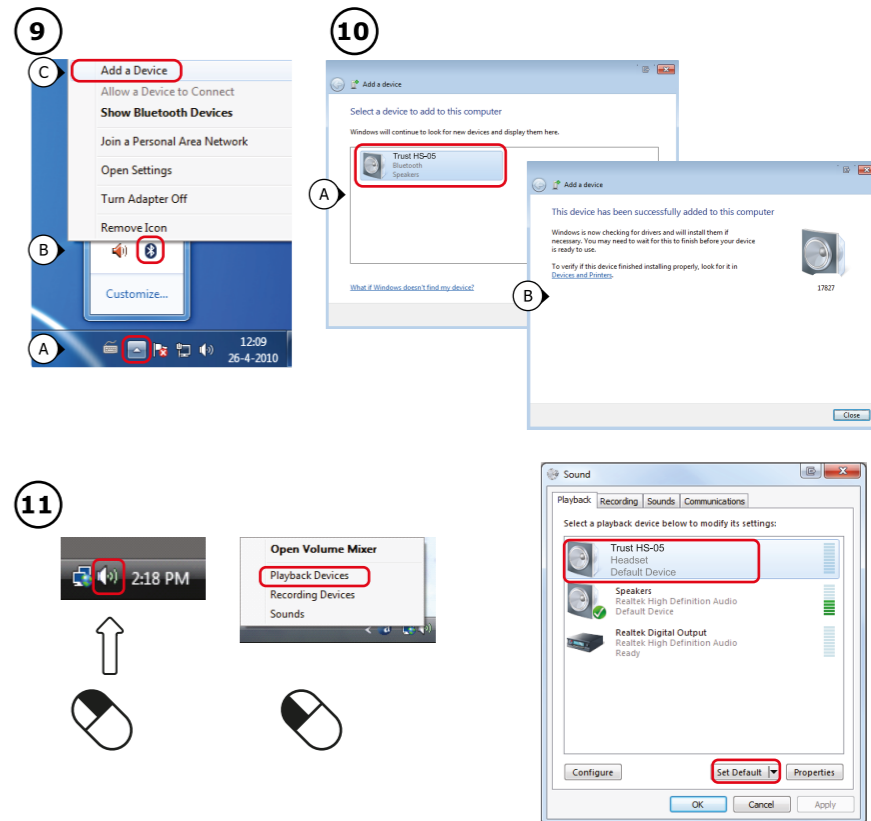 9
C
Add a Device
Allow a Device to Connect
Show Bluetooth Devices
Join a Personal Area Network
Open Settings
Turn Adapter Off
Remove Icon
B
Customize...
A
12:09
26-4-2010
10
Add a device
Select a device to add to this computer
Windows will continue to look for new devices and display them here.
Trust HS-05
Bluetooth
Speakers
A
What if Windows doesn't find my device?
Add a device
This device has been successfully added to this computer
Windows is now checking for drivers and will install them if
necessary. You may need to wait for this to finish before your device
is ready to use.
To verify if this device finished installing properly, look for it in
Devices and Printers.
17827
B
Close
11
2:18 PM
Open Volume Mixer
Playback Devices
Recording Devices
Sounds
Sound
Playback Recording Sounds Communications
Select a playback device below to modify its settings:
Trust HS-05
Headset
Default Device
Speakers
Realtek High Definition Audio
Default Device
Realtek Digital Output
Realtek High Definition Audio
Ready
Configure Set Default Properties
OK Cancel Apply